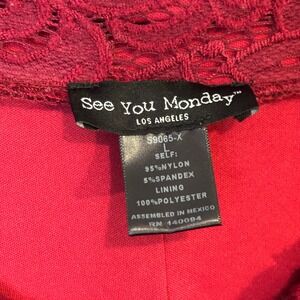 See You Monday™
LOS ANGELES
S9065-X
L
SELF:
95%NYLON
5%SPANDEX
LINING
100%POLYESTER
ASSEMBLED IN MEXICO
RN 140094